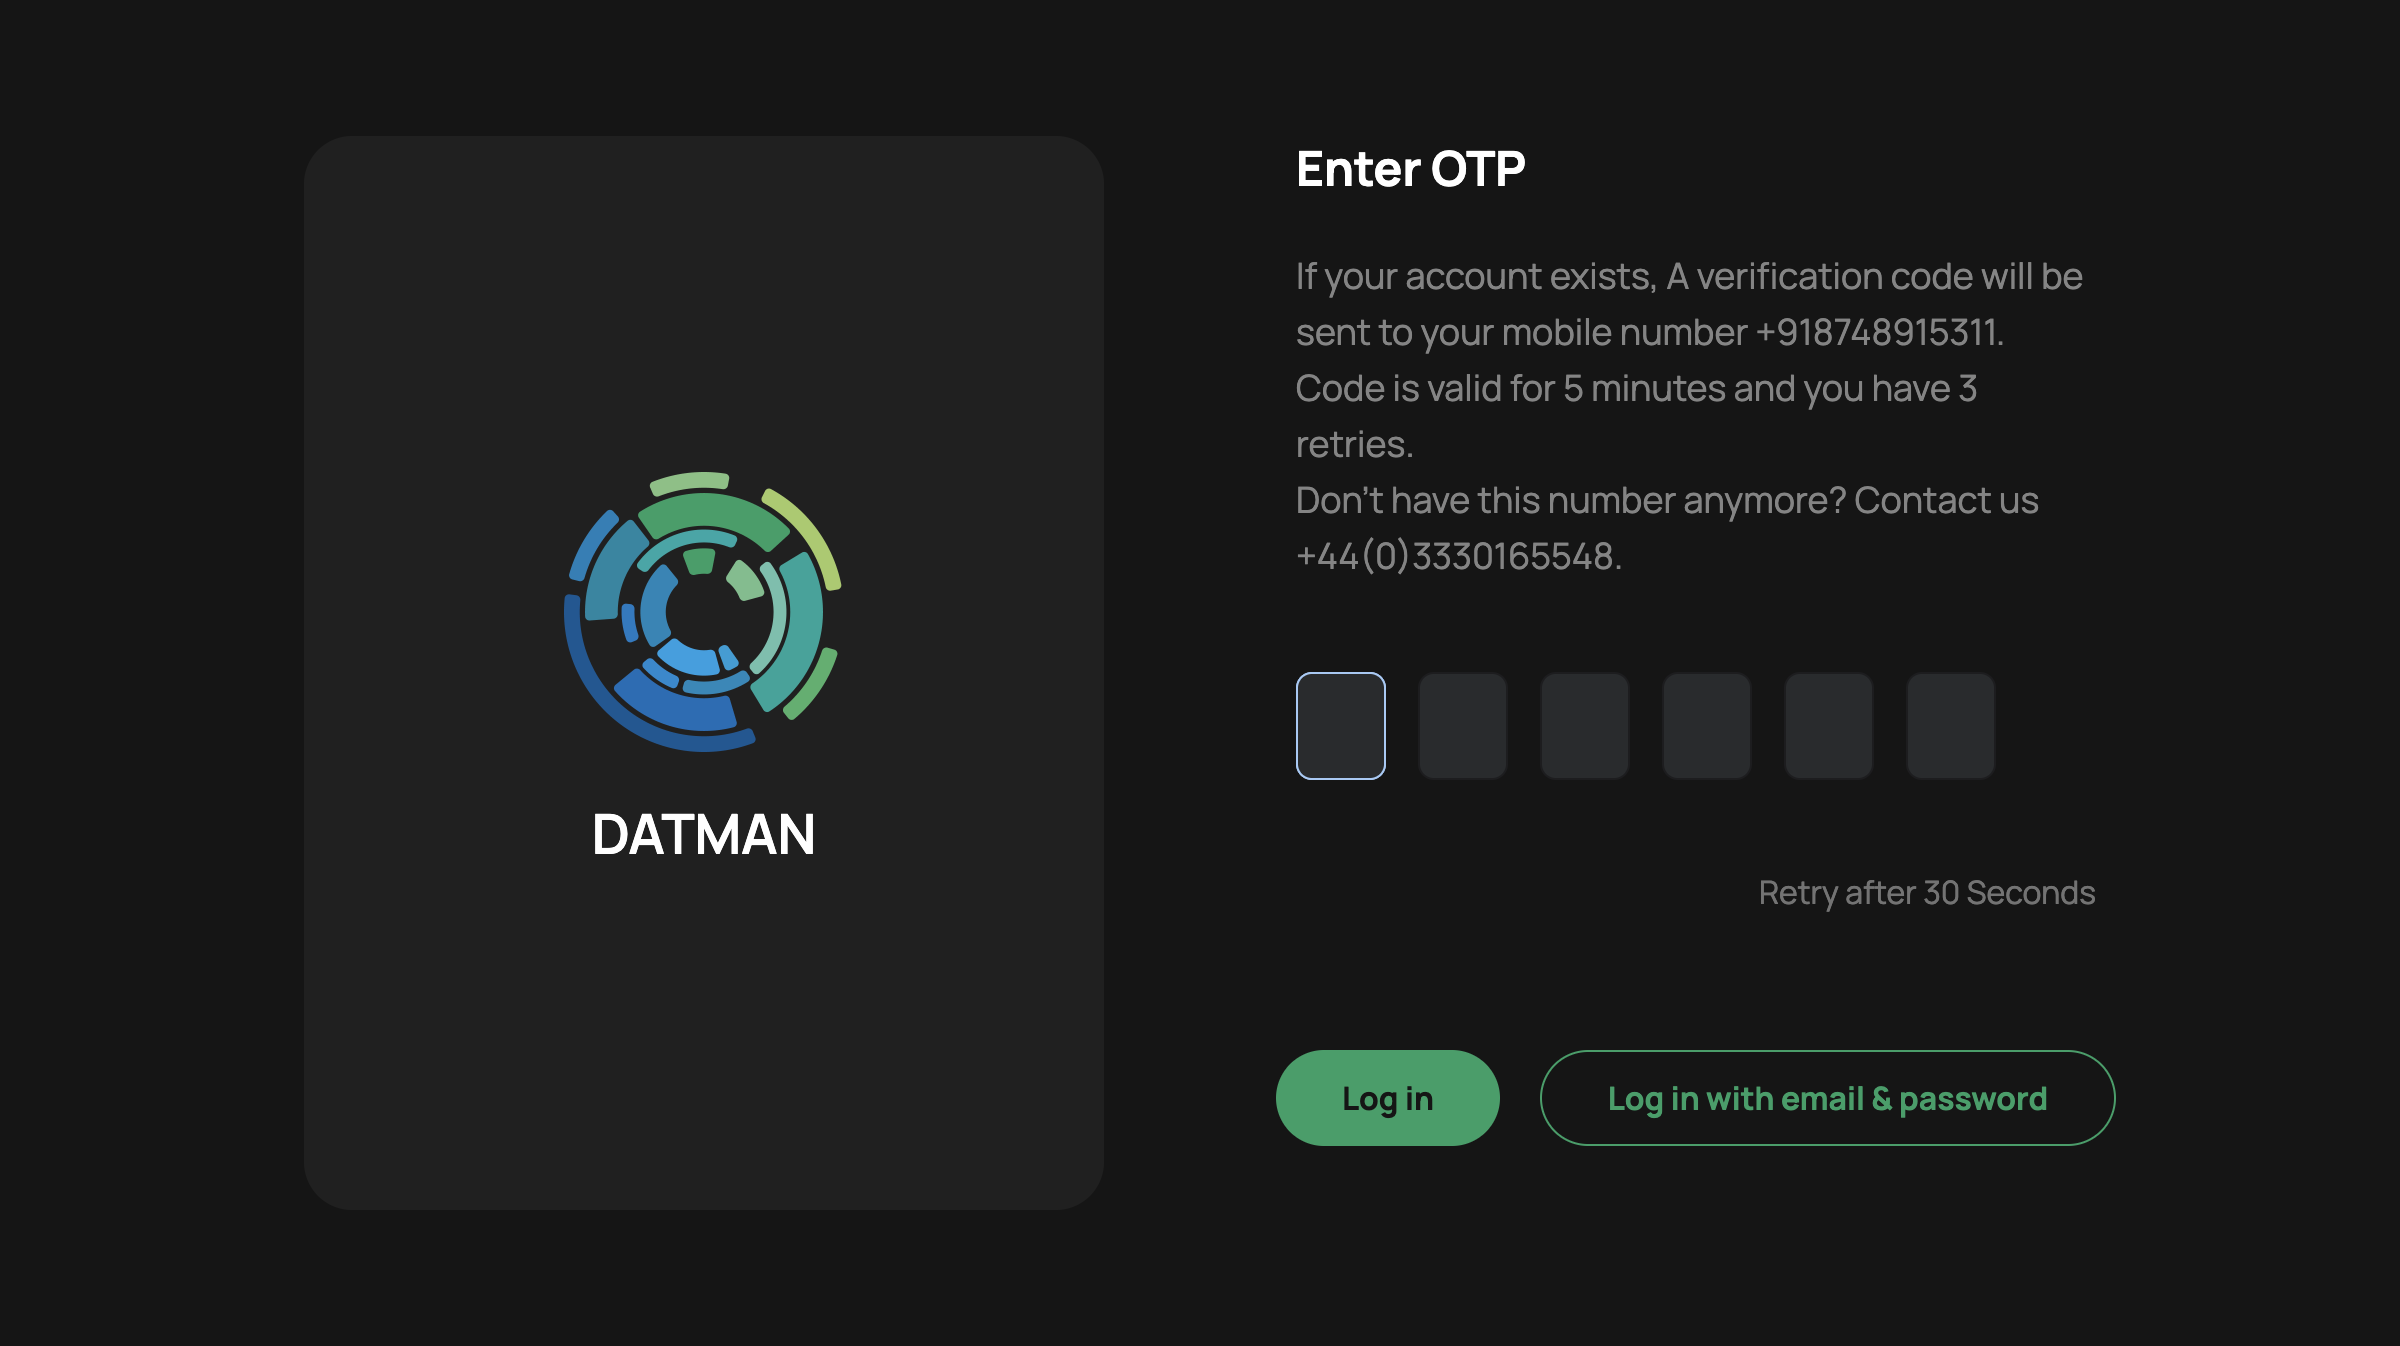 DATMAN
Enter OTP
If your account exists, A verification code will be
sent to your mobile number +918748915311.
Code is valid for 5 minutes and you have 3
retries.
Don't have this number anymore? Contact us
+44(0)3330165548.
Retry after 30 Seconds
Log in
Log in with email & password